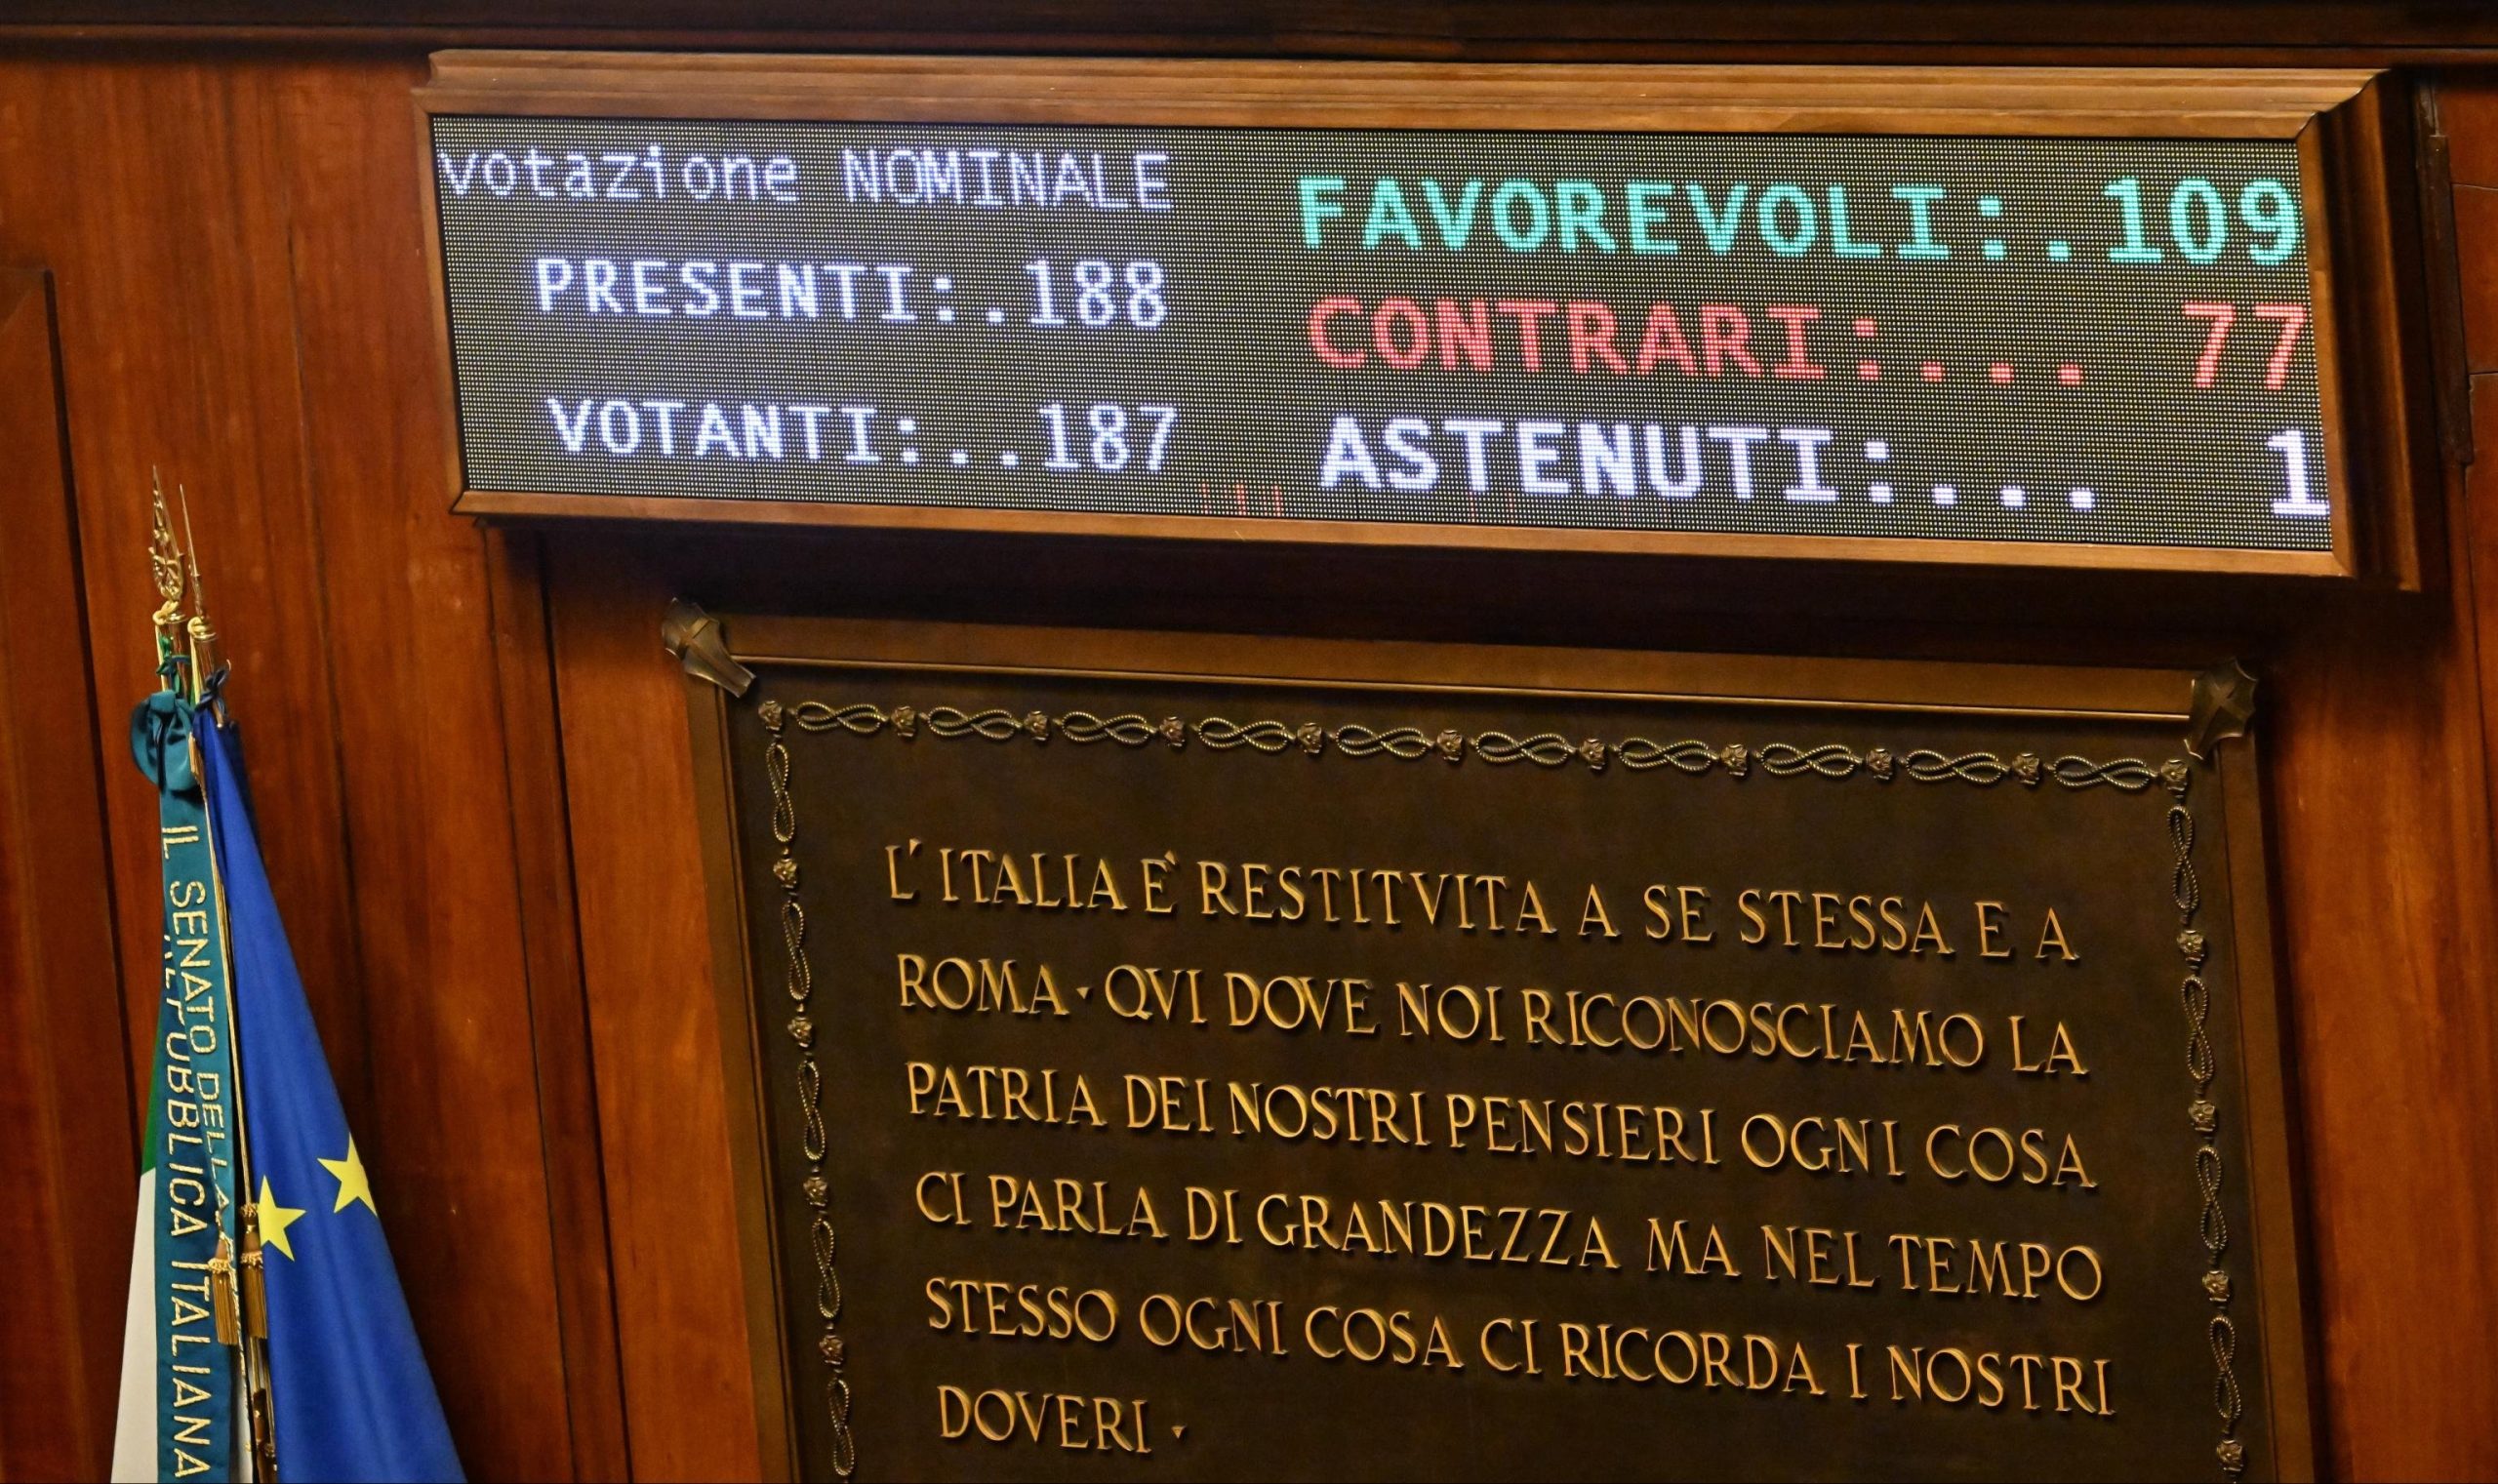 votazione NOMINALE
PRESENTI:.188
VOTANTI:..187
FAVOREVOLI:.109
CONTRARI:... 77
ASTENUTI:.... 1
IL SENATO DELLA
REPUBBLICA ITALIANA
L'ITALIA È RESTITVITA A SE STESSA E A
ROMA · QVI DOVE NOI RICONOSCIAMO LA
PATRIA DEI NOSTRI PENSIERI OGNI COSA
CI PARLA DI GRANDEZZA MA NEL TEMPO
STESSO OGNI COSA CI RICORDA I NOSTRI
DOVERI ·